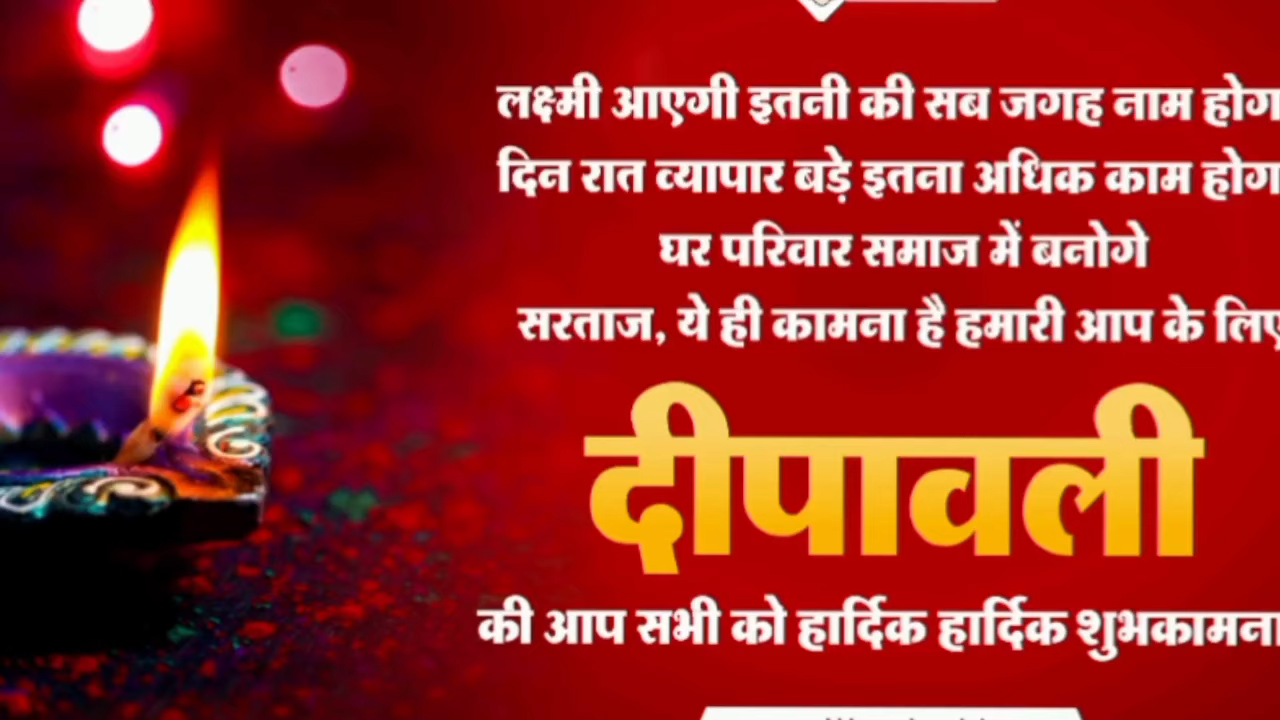 लक्ष्मी आएगी इतनी की सब जगह नाम होग
दिन रात व्यापार बड़े इतना अधिक काम होग
घर परिवार समाज में बनोगे
सरताज, ये ही कामना है हमारी आप के लिए
दीपावली
की आप सभी को हार्दिक हार्दिक शुभकामना